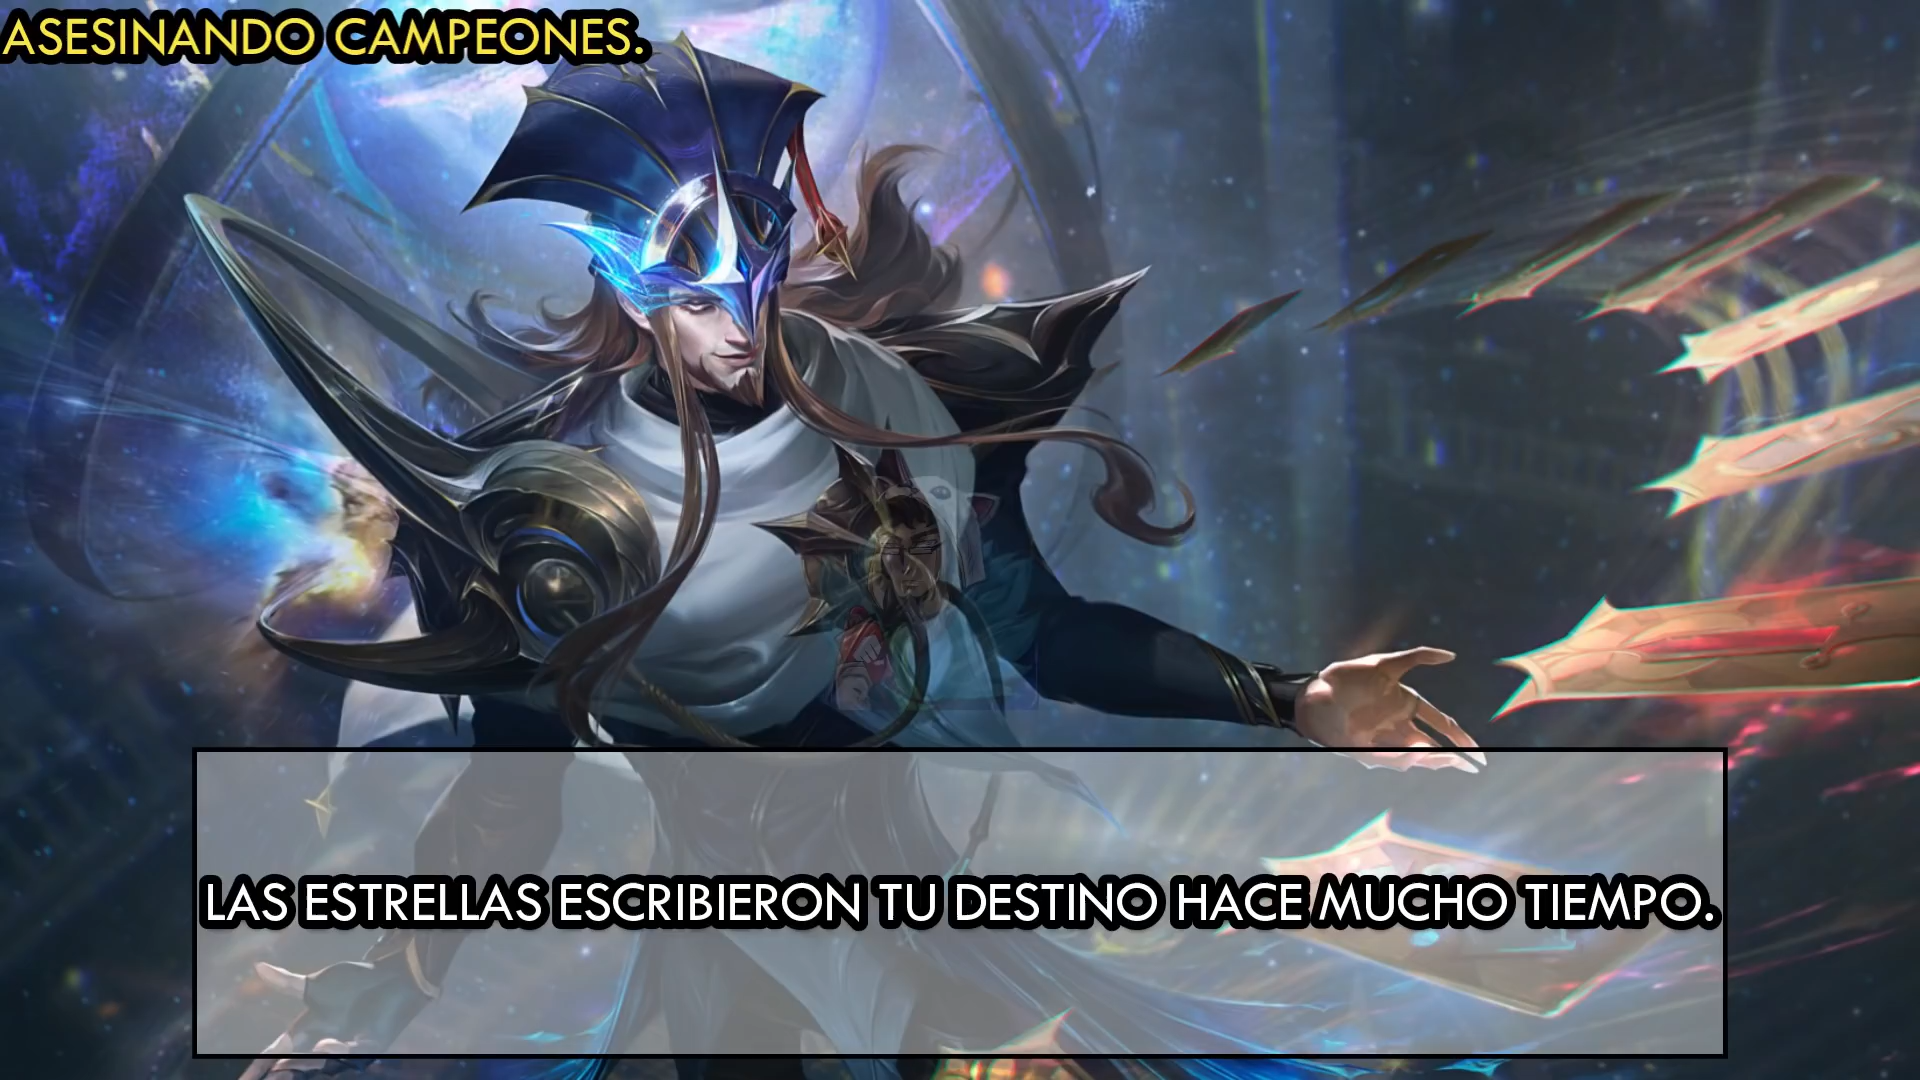 ASESINANDO CAMPEONES.
LAS ESTRELLAS ESCRIBIERON TU DESTINO HACE MUCHO TIEMPO.